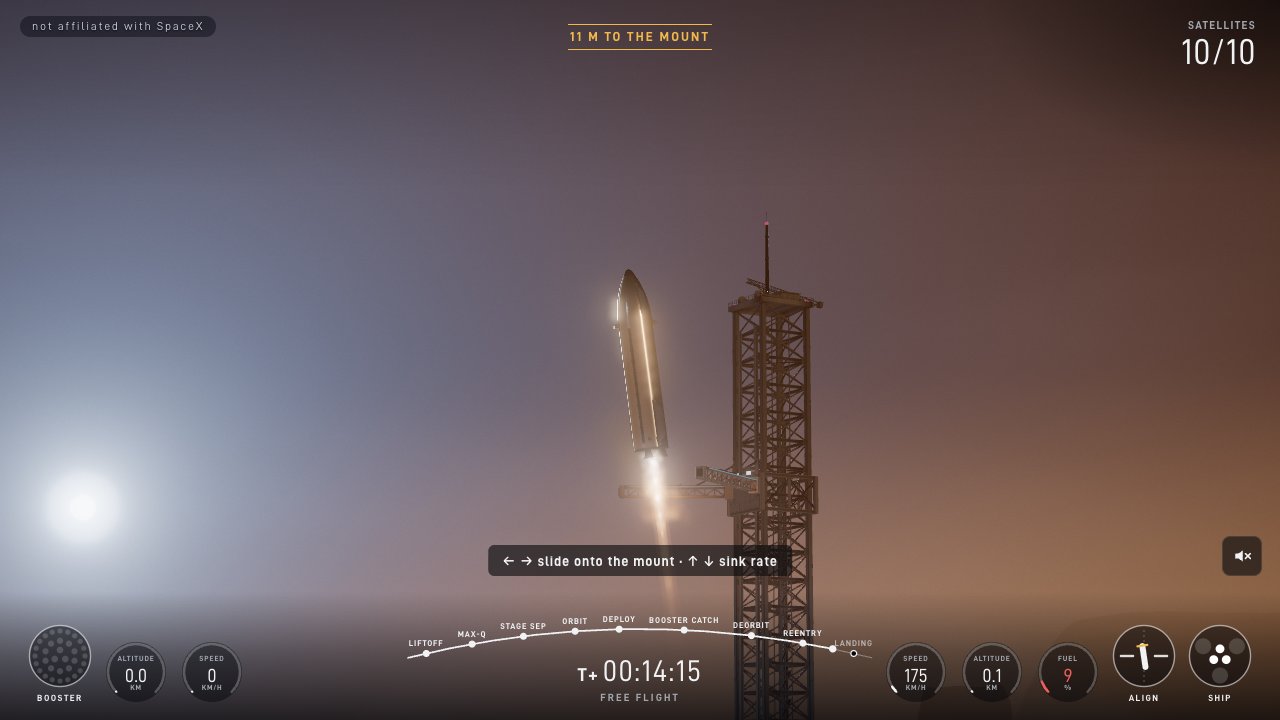 not affiliated with SpaceX
11 M TO THE MOUNT
SATELLITES
10/10
← → slide onto the mount · ↑ ↓ sink rate
LIFTOFF
MAX-Q
STAGE SEP
ORBIT
DEPLOY
BOOSTER CATCH
DEORBIT
REENTRY
LANDING
BOOSTER
ALTITUDE
0.0
KM
SPEED
0
KM/H
T+ 00:14:15
FREE FLIGHT
SPEED
175
KM/H
ALTITUDE
0.1
KM
FUEL
9
%
ALIGN
SHIP